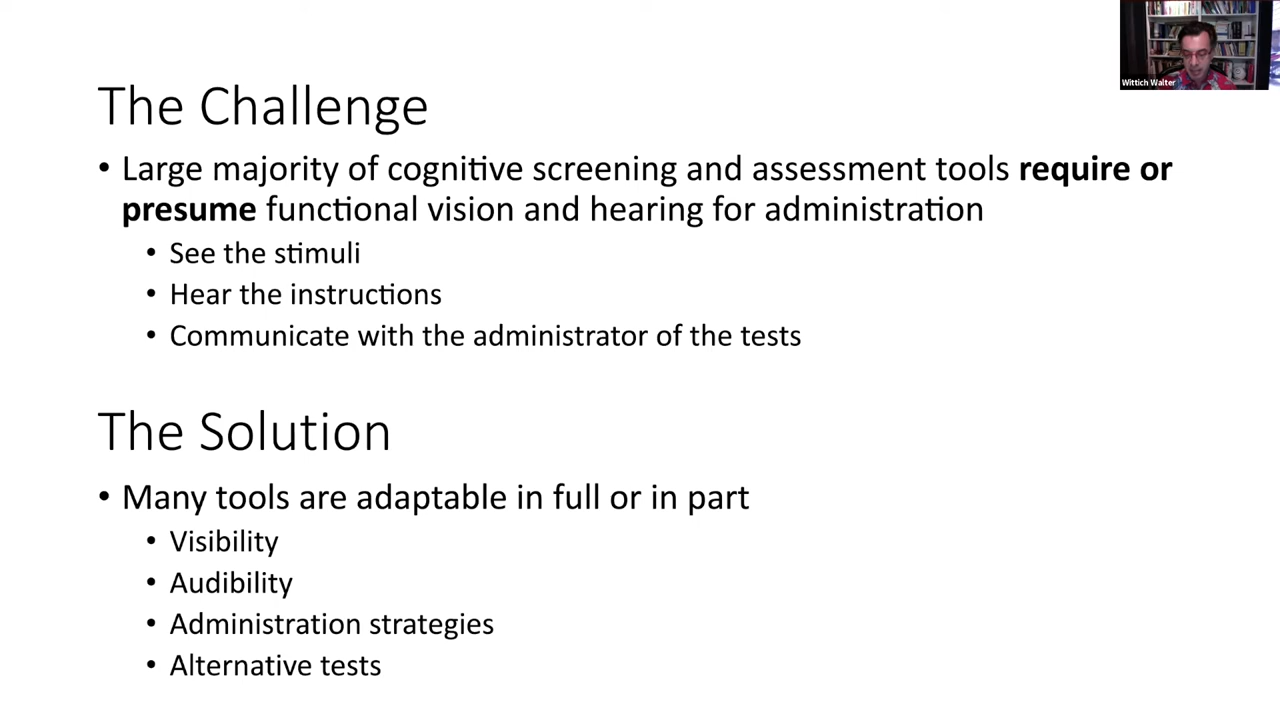 Wittich Walter
The Challenge
• Large majority of cognitive screening and assessment tools require or
presume functional vision and hearing for administration
• See the stimuli
• Hear the instructions
• Communicate with the administrator of the tests
The Solution
• Many tools are adaptable in full or in part
• Visibility
• Audibility
• Administration strategies
• Alternative tests